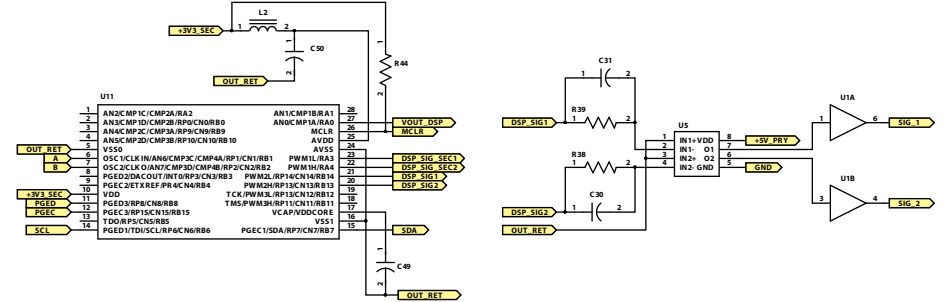 L2
+3V3_SEC
1
2
C50
1
2
OUT_RET
1
R44
2
U11
1 AN2/CMP1C/CMP2A/RA2
AN1/CMP1B/RA1 28
2 AN3/CMP1D/CMP2B/RP0/CN0/RB0
AN0/CMP1A/RA0 27 VOUT_DSP
3 AN4/CMP2C/CMP3A/RP9/CN9/RB9
MCLR 26 MCLR
4 AN5/CMP2D/CMP3B/RP10/CN10/RB10
AVDD 25
OUT_RET 5 VSS0
AVSS 24
A 6 OSC1/CLKIN/AN6/CMP3C/CMP4A/RP1/CN1/RB1
PWM1L/RA3 23 DSP_SIG_SEC1
B 7 OSC2/CLKO/AN7/CMP3D/CMP4B/RP2/CN2/RB2
PWM1H/RA4 22 DSP_SIG_SEC2
8 PGED2/DACOUT/INT0/RP3/CN3/RB3
PWM2L/RP14/CN14/RB14 21 DSP_SIG1
9 PGEC2/ETXREF/RP4/CN4/RB4
PWM2H/RP13/CN13/RB13 20 DSP_SIG2
+3V3_SEC 10 VDD
TCK/PWM3L/RP13/CN12/RB12 19
PGED 11 PGED3/RP8/CN8/RB8
TMS/PWM3H/RP11/CN11/RB11 18
PGEC 12 PGEC3/RP15/CN15/RB15
VCAP/VDDCORE 17
13 TDO/RP5/CN5/RB5
VSS1 16
SCL 14 PGED1/TDI/SCL/RP6/CN6/RB6
PGEC1/SDA/RP7/CN7/RB7 15 SDA
1
C49
2
OUT_RET
C31
1
2
R39
1
2
DSP_SIG1
R38
1
2
C30
1
2
DSP_SIG2
OUT_RET
U5
1 IN1+ VDD 8 +5V_PRY
2 IN1- O1 7
3 IN2+ O2 6
4 IN2- GND 5 GND
U1A
1
6 SIG_1
U1B
3
4 SIG_2